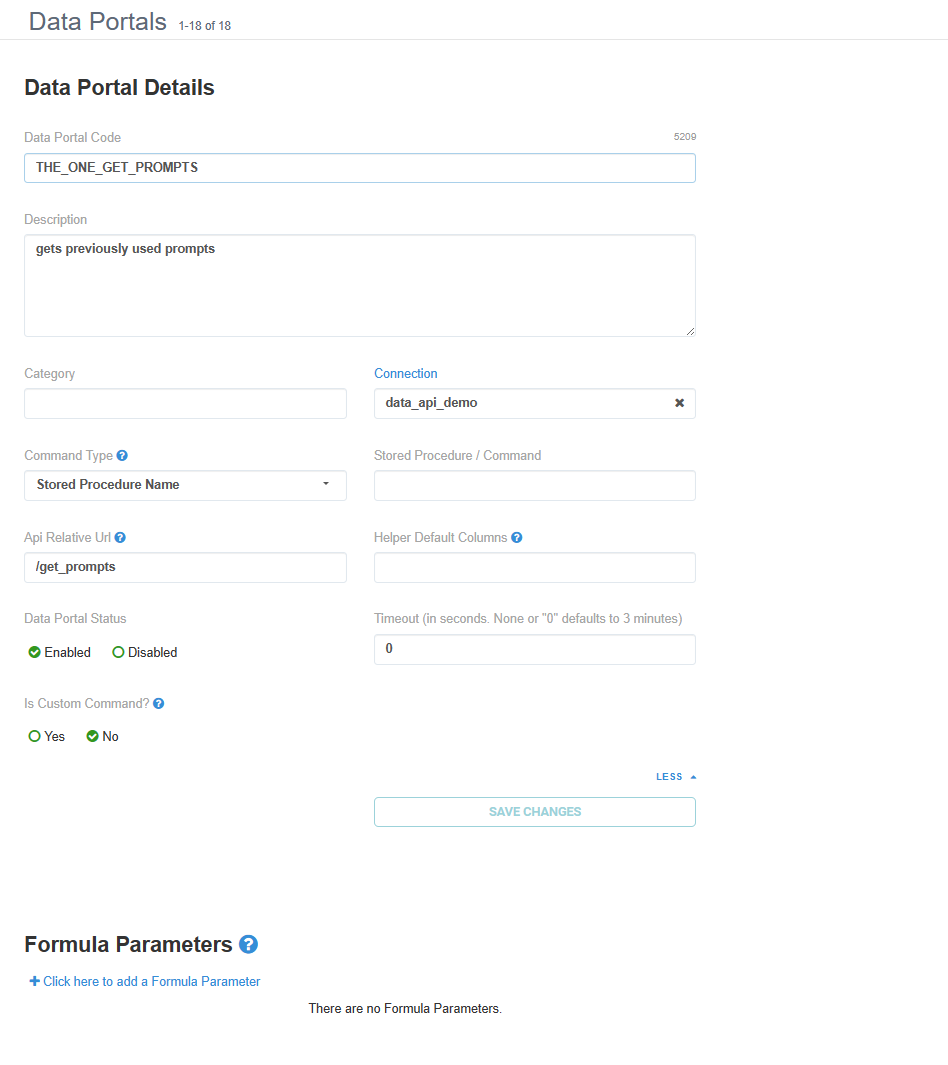 Data Portals 1-18 of 18
Data Portal Details
Data Portal Code 5209
THE_ONE_GET_PROMPTS
Description
gets previously used prompts
Category Connection
data_api_demo
Command Type Stored Procedure / Command
Stored Procedure Name
Api Relative Url Helper Default Columns
/get_prompts
Data Portal Status Timeout (in seconds. None or "0" defaults to 3 minutes)
Enabled Disabled 0
Is Custom Command?
Yes No
LESS
SAVE CHANGES
Formula Parameters
Click here to add a Formula Parameter
There are no Formula Parameters.